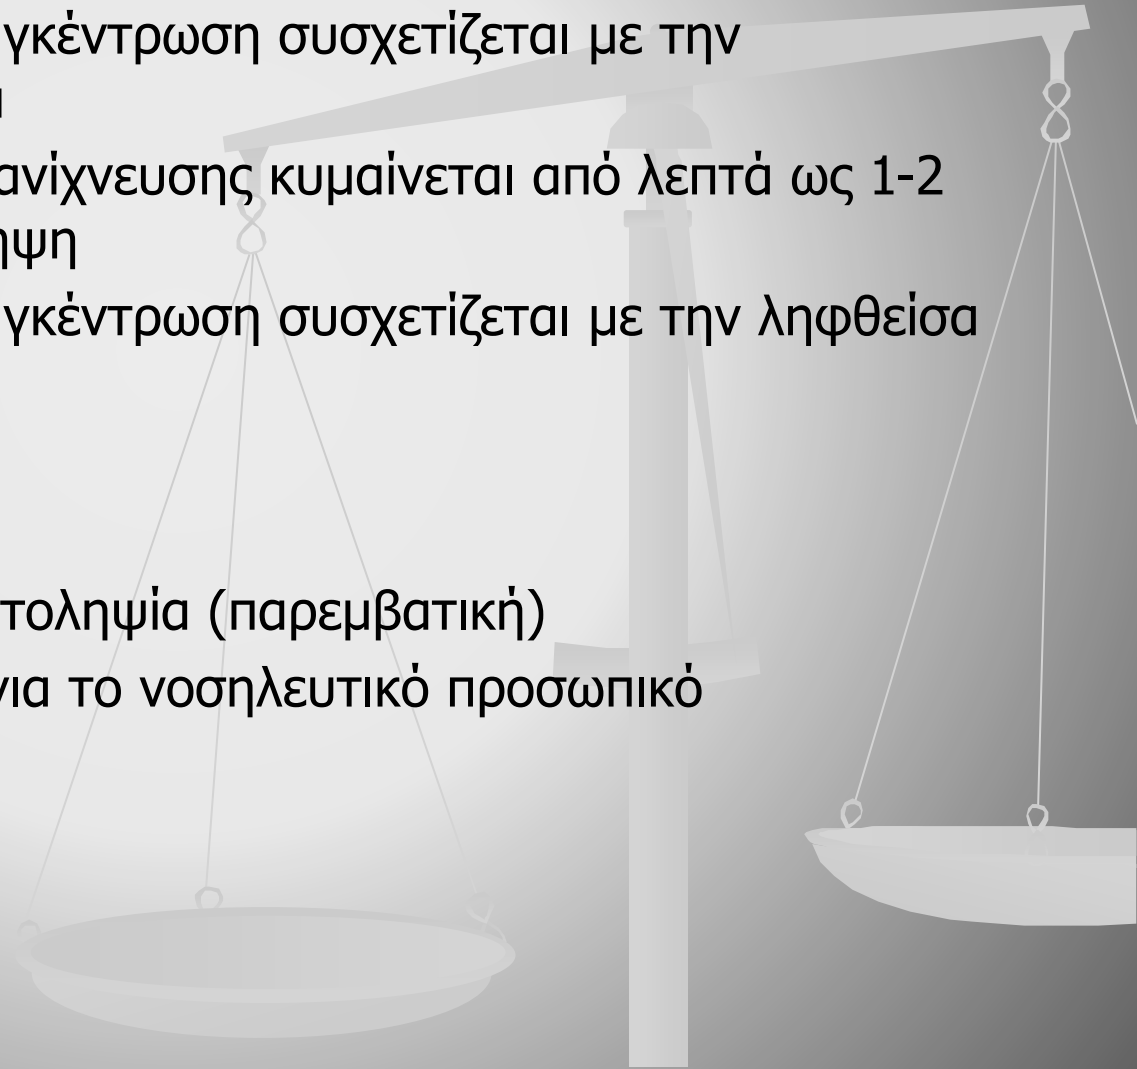 γκέντρωση συσχετίζεται με την
ανίχνευσης κυμαίνεται από λεπτά ως 1-2
ηψη
γκέντρωση συσχετίζεται με την ληφθείσα
τοληψία (παρεμβατική)
για το νοσηλευτικό προσωπικό